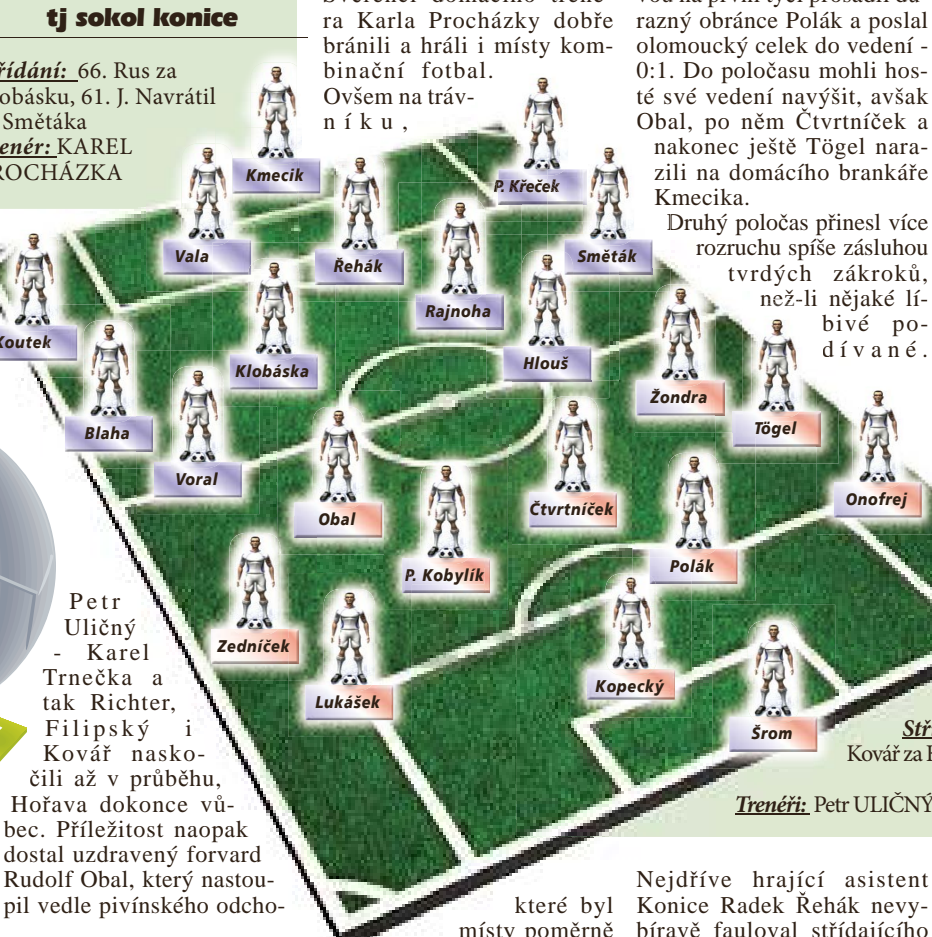 tj sokol konice
66. Rus za
61. J. Navrátil
Smětáka
KAREL
ra Karla Procházky dobře
bránili a hráli i místy kom-
binační fotbal.
Ovšem na tráv-
níku,
razný obránce Polák a poslal
olomoucký celek do vedení -
0:1. Do poločasu mohli hos-
té své vedení navýšit, avšak
Obal, po něm Čtvrtníček a
nakonec ještě Tögel nara-
zili na domácího brankáře
Kmecika.
Druhý poločas přinesl více
rozruchu spíše zásluhou
tvrdých zákroků,
než-li nějaké lí-
bivé po-
dívané.
Kmecik
P. Křeček
Vala
Řehák
Směták
Rajnoha
Koutek
Klobáska
Hlouš
Žondra
Blaha
Tögel
Voral
Onofrej
Obal
Čtvrtníček
P. Kobylík
Polák
Zedníček
Lukášek
Kopecký
Šrom
Petr
Uličný
- Karel
Trnečka a
tak Richter,
Filipský i
Kovář nasko-
čili až v průběhu,
Hořava dokonce vů-
bec. Příležitost naopak
dostal uzdravený forvard
Rudolf Obal, který nastou-
pil vedle pivínského odcho-
Kovář za
Trenéři: Petr ULIČNÝ
které byl
místy poměrně
Nejdříve hrající asistent
Konice Radek Řehák nevy-
bíravě fauloval střídajícího